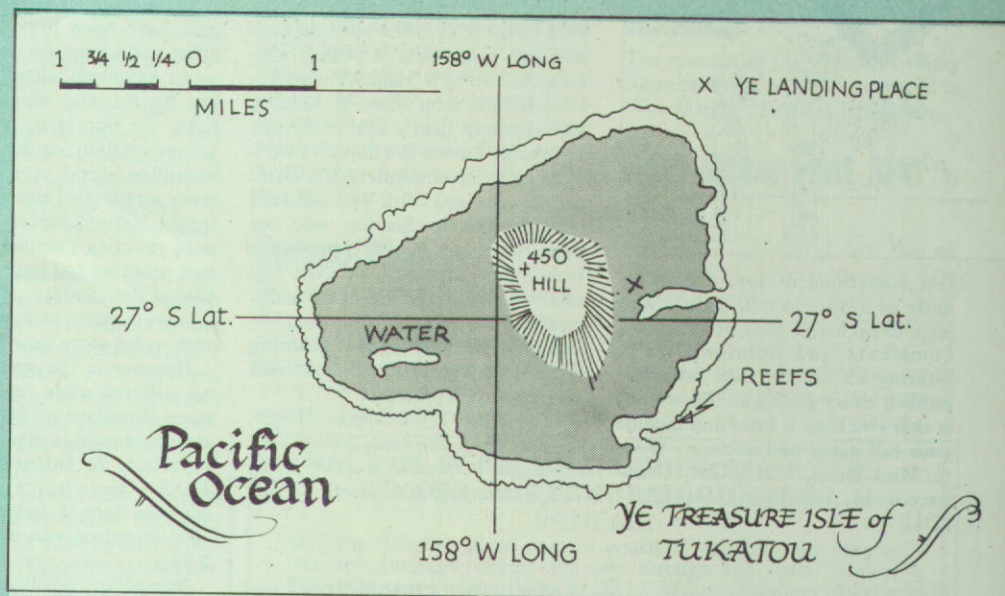 1 3/4 1/2 1/4 0 1
MILES
158° W LONG
X YE LANDING PLACE
450
+
HILL
X
27° S Lat.
27° S Lat.
WATER
REEFS
Pacific
Ocean
158° W LONG
YE TREASURE ISLE of
TUKATOU